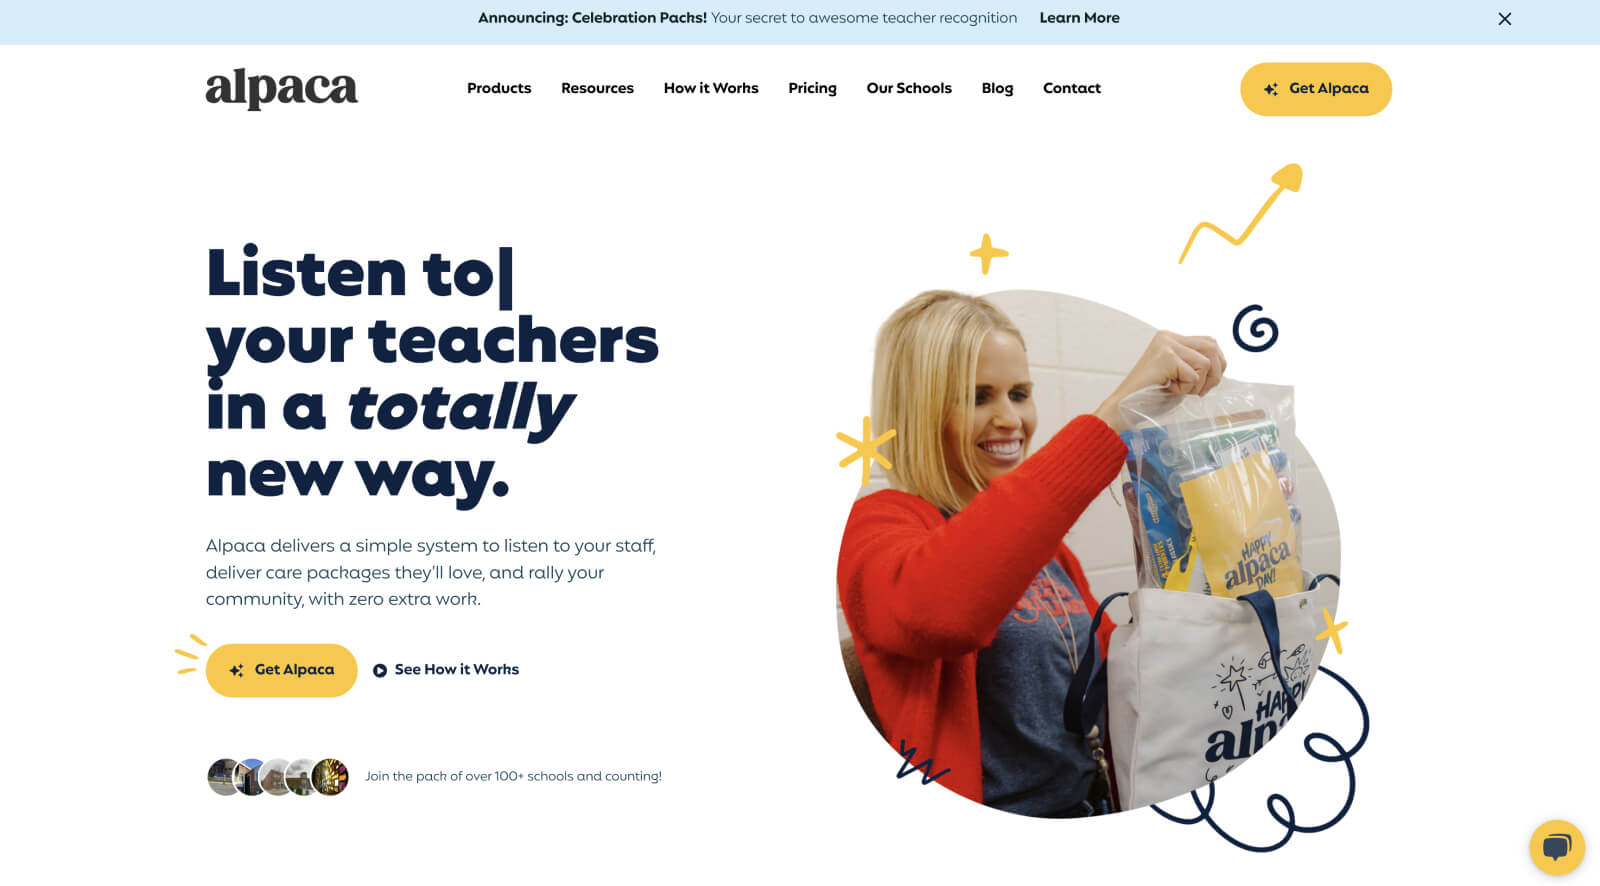 Announcing: Celebration Packs! Your secret to awesome teacher recognition Learn More
alpaca
Products Resources How it Works Pricing Our Schools Blog Contact
Get Alpaca
Listen to|
your teachers
in a totally
new way.
Alpaca delivers a simple system to listen to your staff,
deliver care packages they'll love, and rally your
community, with zero extra work.
Get Alpaca
See How it Works
Join the pack of over 100+ schools and counting!
HAPPY
alpaca
DAY!
HAPPY
alpa